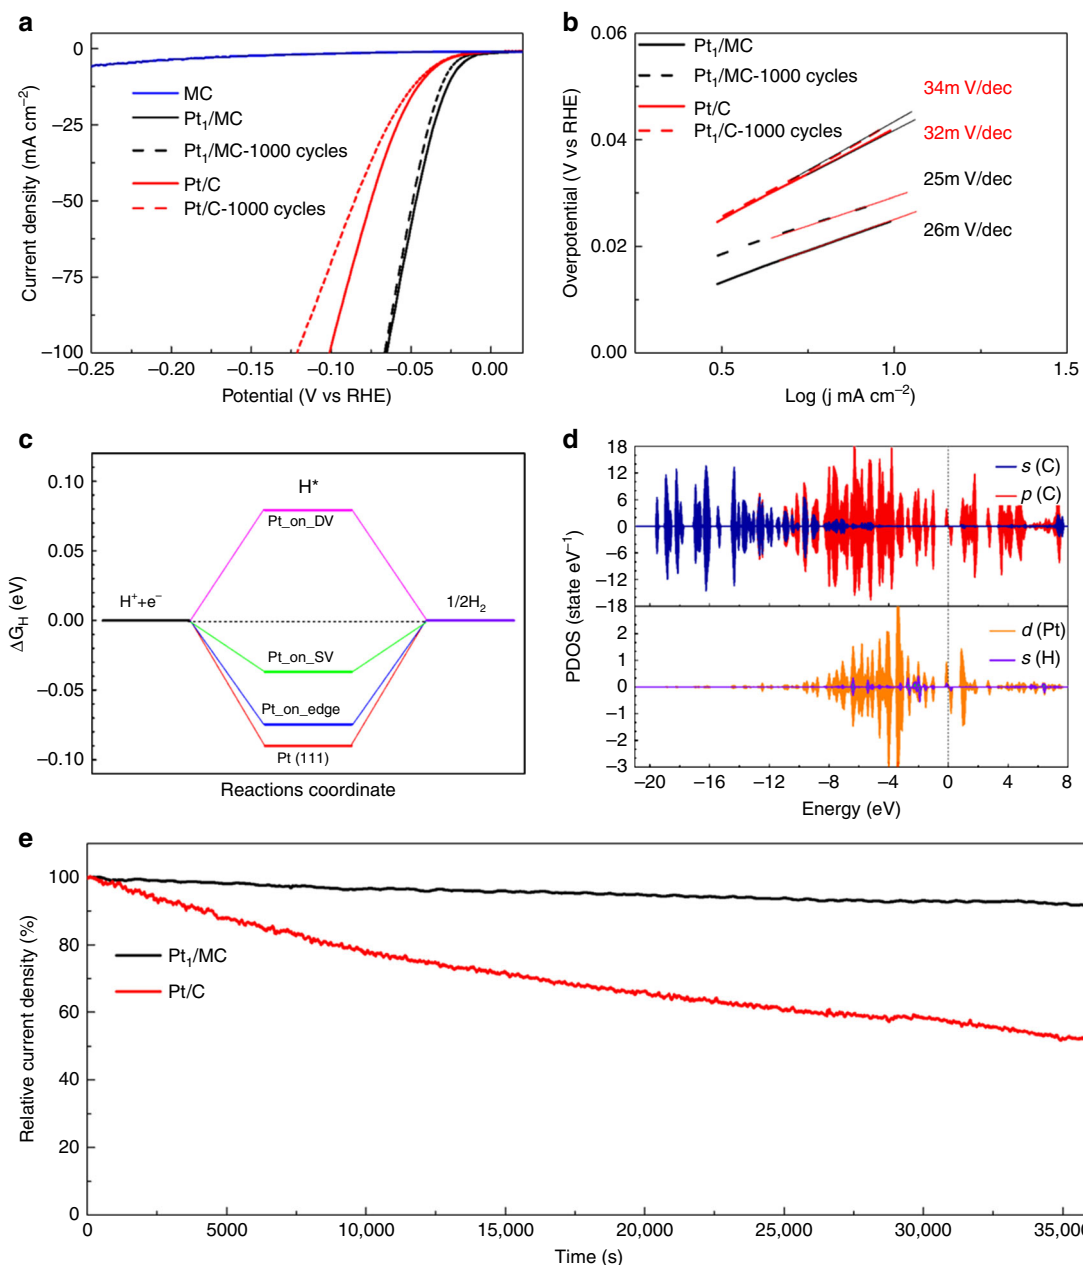 a
0
−25
−50
−75
−100
Current density (mA cm−2)
MC
Pt1/MC
Pt1/MC-1000 cycles
Pt/C
Pt/C-1000 cycles
−0.25
−0.20
−0.15
−0.10
−0.05
0.00
Potential (V vs RHE)
b
0.06
0.04
0.02
0.00
Overpotential (V vs RHE)
Pt1/MC
Pt1/MC-1000 cycles
Pt/C
Pt1/C-1000 cycles
34m V/dec
32m V/dec
25m V/dec
26m V/dec
0.5
1.0
1.5
Log (j mA cm−2)
c
0.10
0.05
0.00
−0.05
−0.10
ΔGH (eV)
H*
Pt_on_DV
H++e−
1/2H2
Pt_on_SV
Pt_on_edge
Pt (111)
Reactions coordinate
d
18
12
6
0
−6
−12
−18
s (C)
p (C)
PDOS (state eV−1)
2
1
0
−1
−2
−3
d (Pt)
s (H)
−21
−16
−12
−8
−4
0
4
8
Energy (eV)
e
100
80
60
40
20
0
Relative current density (%)
Pt1/MC
Pt/C
0
5000
10,000
15,000
20,000
25,000
30,000
35,000
Time (s)